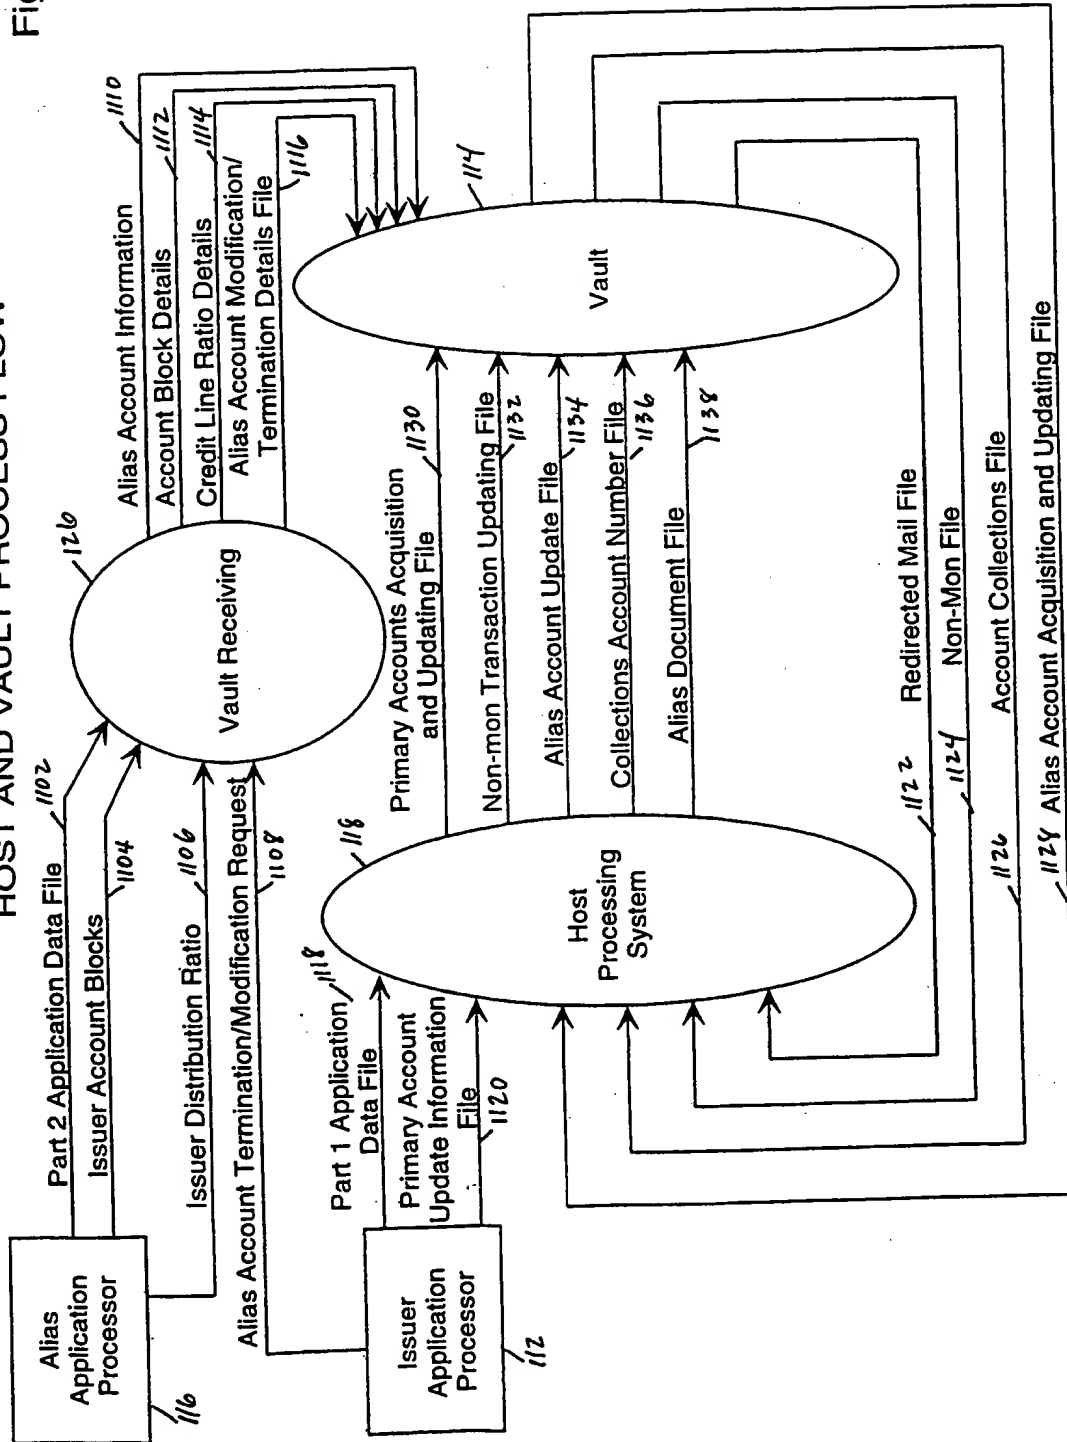 Fig
HOST AND VAULT PROCESS FLOW
Alias
Application
Processor
116
Part 2 Application Data File
1102
Issuer Account Blocks
1104
Issuer Distribution Ratio
1106
Alias Account Termination/Modification Request
1108
Vault Receiving
126
Alias Account Information
1110
Account Block Details
1112
Credit Line Ratio Details
1114
Alias Account Modification/
Termination Details File
1116
Issuer
Application
Processor
112
Part 1 Application
Data File
1118
Primary Account
Update Information
File
1120
Host
Processing
System
118
Primary Accounts Acquisition
and Updating File
1130
Non-mon Transaction Updating File
1132
Alias Account Update File
1134
Collections Account Number File
1136
Alias Document File
1138
Vault
114
1122
Redirected Mail File
1124
Non-Mon File
1126
Account Collections File
1128
Alias Account Acquisition and Updating File